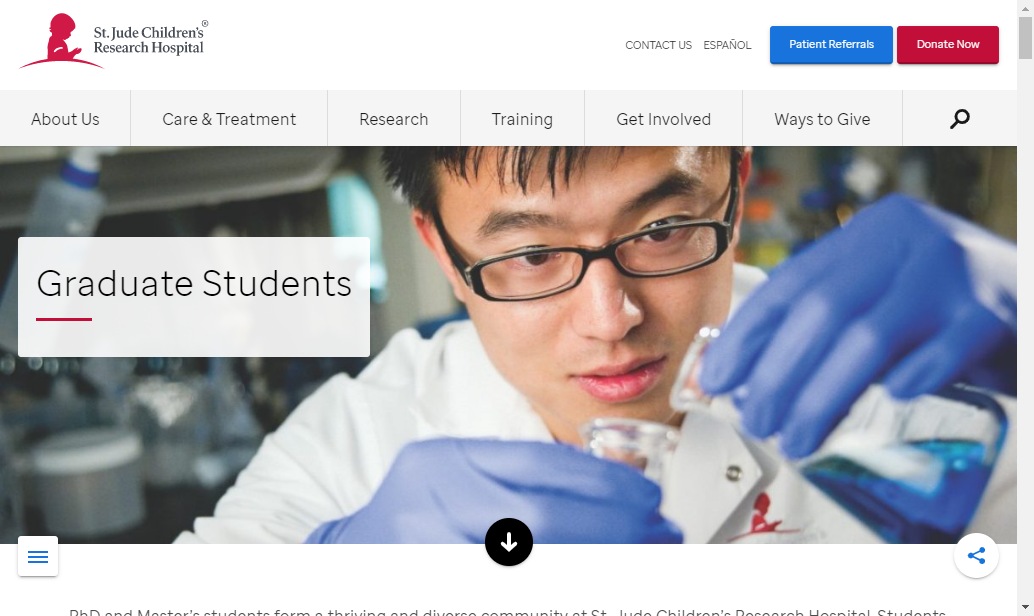 St. Jude Children's®
Research Hospital
CONTACT US ESPAÑOL Patient Referrals Donate Now
About Us Care & Treatment Research Training Get Involved Ways to Give
Graduate Students
PhD and Master's students form a thriving and diverse community at St. Jude Children's Research Hospital. Students